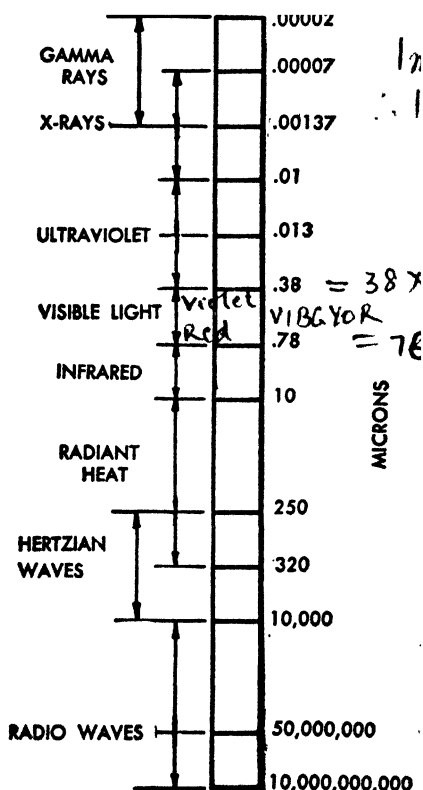 .00002
GAMMA
RAYS
.00007
X-RAYS
.00137
.01
ULTRAVIOLET
.013
.38 = 38 X
VISIBLE LIGHT
Violet
Red
VIBGYOR
.78
INFRARED
10
MICRONS
RADIANT
HEAT
250
HERTZIAN
WAVES
320
10,000
RADIO WAVES
50,000,000
10,000,000,000